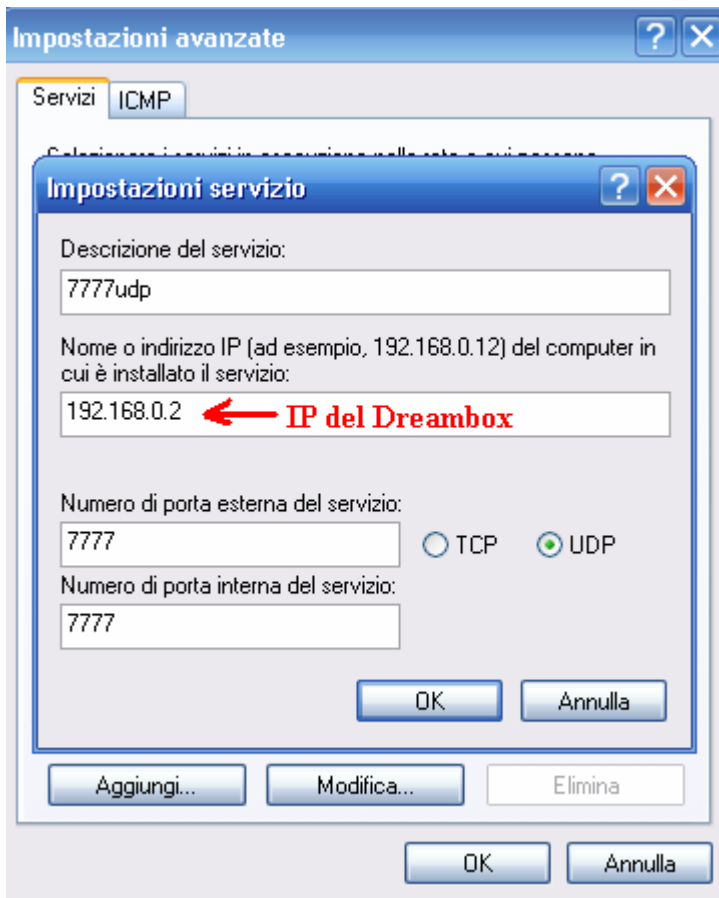 Impostazioni avanzate
Servizi
ICMP
Impostazioni servizio
Descrizione del servizio:
7777udp
Nome o indirizzo IP (ad esempio, 192.168.0.12) del computer in
cui è installato il servizio:
192.168.0.2
IP del Dreambox
Numero di porta esterna del servizio:
7777
TCP
UDP
Numero di porta interna del servizio:
7777
OK
Annulla
Aggiungi...
Modifica...
Elimina
OK
Annulla